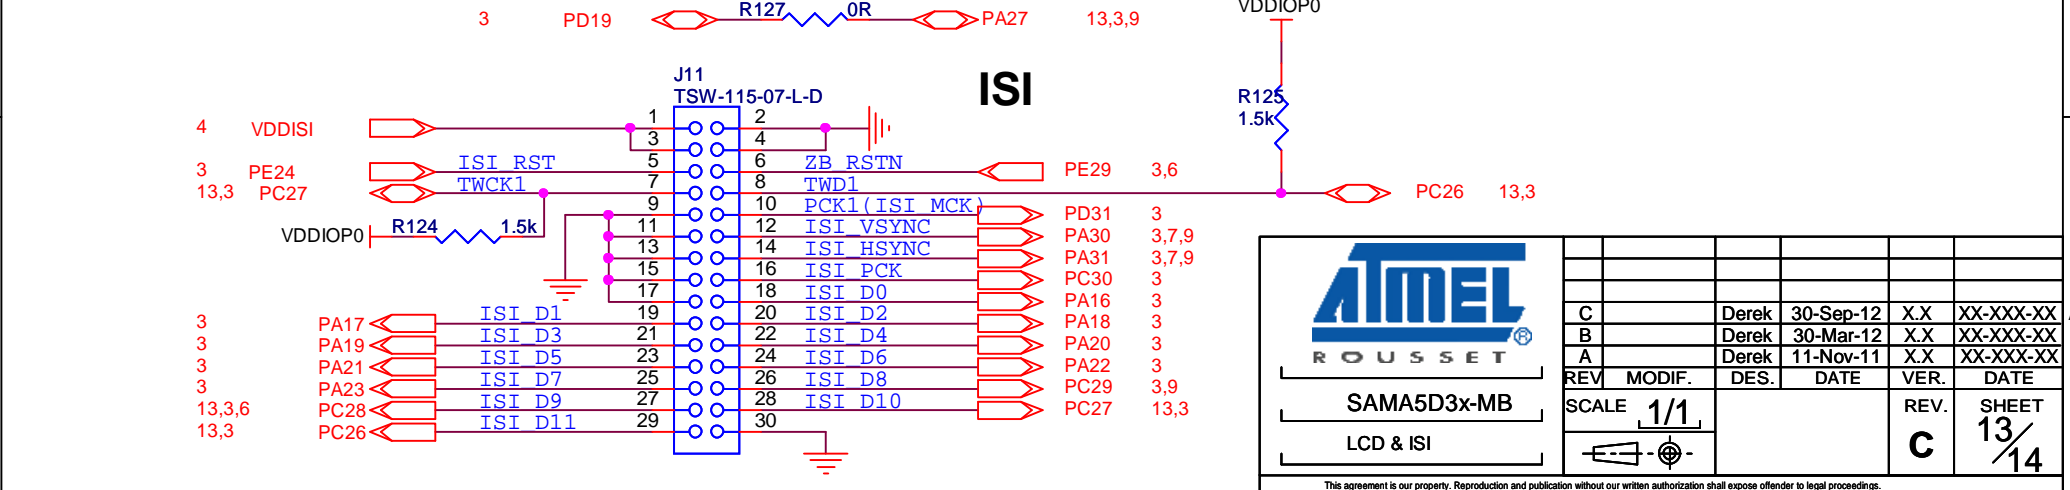 VDDIOP0
3 PD19 R127 0R PA27 13,3,9
ISI
J11
TSW-115-07-L-D
R125
1.5k
4 VDDISI 1 2
3 4
3 PE24 ISI_RST 5 6 ZB_RSTN PE29 3,6
13,3 PC27 TWCK1 7 8 TWD1 PC26 13,3
9 10 PCK1(ISI_MCK) PD31 3
VDDIOP0 R124 1.5k 11 12 ISI_VSYNC PA30 3,7,9
13 14 ISI_HSYNC PA31 3,7,9
15 16 ISI_PCK PC30 3
17 18 ISI_D0 PA16 3
3 PA17 ISI_D1 19 20 ISI_D2 PA18 3
3 PA19 ISI_D3 21 22 ISI_D4 PA20 3
3 PA21 ISI_D5 23 24 ISI_D6 PA22 3
3 PA23 ISI_D7 25 26 ISI_D8 PC29 3,9
13,3,6 PC28 ISI_D9 27 28 ISI_D10 PC27 13,3
13,3 PC26 ISI_D11 29 30
ATMEL ®
ROUSSET
SAMA5D3x-MB
LCD & ISI
C Derek 30-Sep-12 X.X XX-XXX-XX
B Derek 30-Mar-12 X.X XX-XXX-XX
A Derek 11-Nov-11 X.X XX-XXX-XX
REV MODIF. DES. DATE VER. DATE
SCALE 1/1 REV. SHEET
C 13/14
This agreement is our property. Reproduction and publication without our written authorization shall expose offender to legal proceedings.